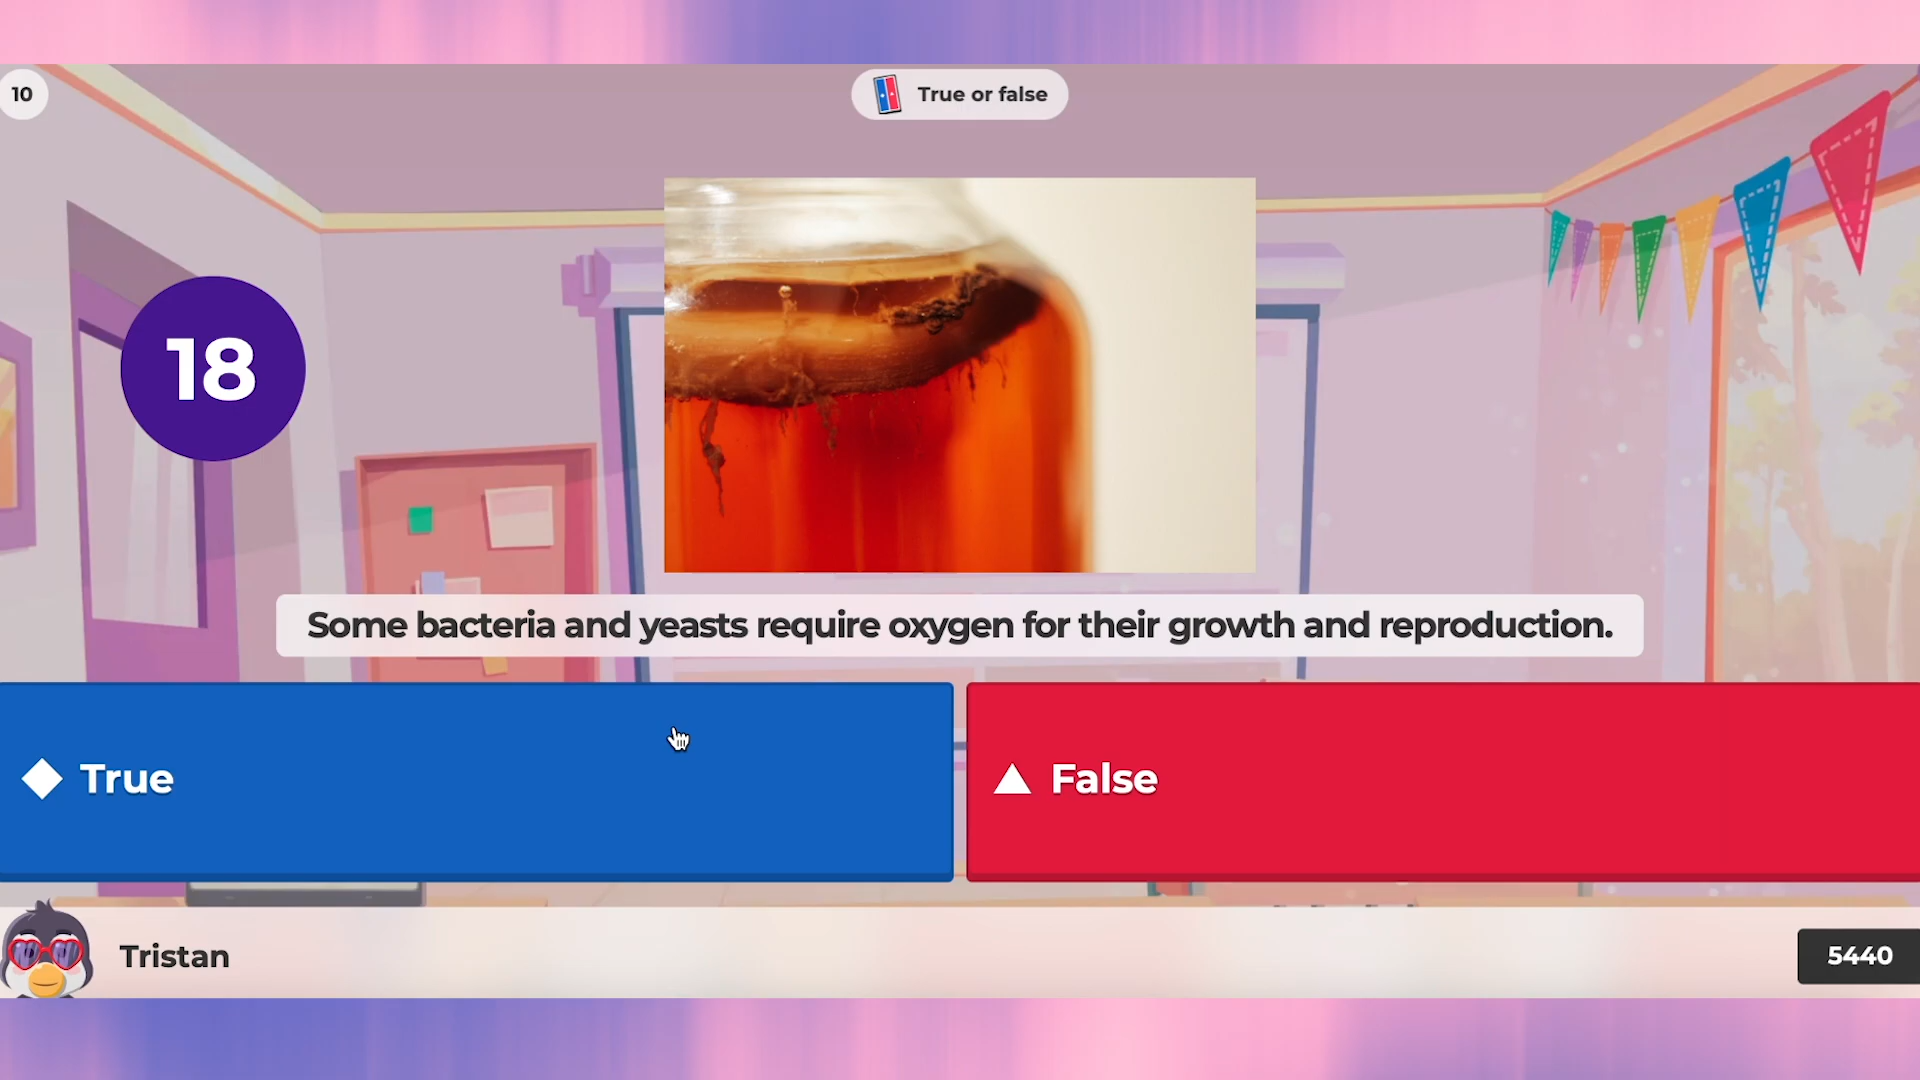 10
True or false
18
Some bacteria and yeasts require oxygen for their growth and reproduction.
True
False
Tristan
5440